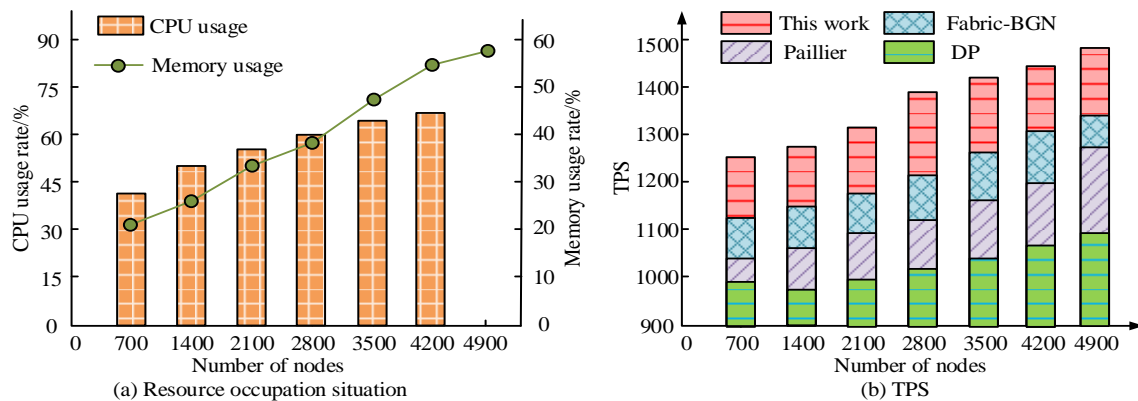 CPU usage
Memory usage
90
75
60
45
30
15
0
CPU usage rate/%
60
50
40
30
20
10
0
Memory usage rate/%
0 700 1400 2100 2800 3500 4200 4900
Number of nodes
(a) Resource occupation situation
This work Fabric-BGN
Paillier DP
1500
1400
1300
1200
1100
1000
900
TPS
0 700 1400 2100 2800 3500 4200 4900
Number of nodes
(b) TPS